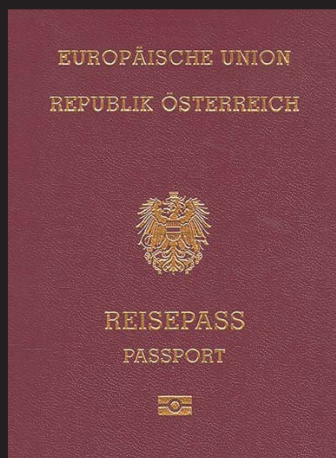 EUROPÄISCHE UNION
REPUBLIK ÖSTERREICH
REISEPASS
PASSPORT